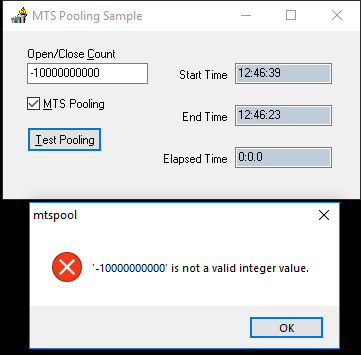 MTS Pooling Sample
Open/Close Count
-10000000000
Start Time 12:46:39
MTS Pooling
End Time 12:46:23
Test Pooling
Elapsed Time 0:0.0
mtspool
'-10000000000' is not a valid integer value.
OK